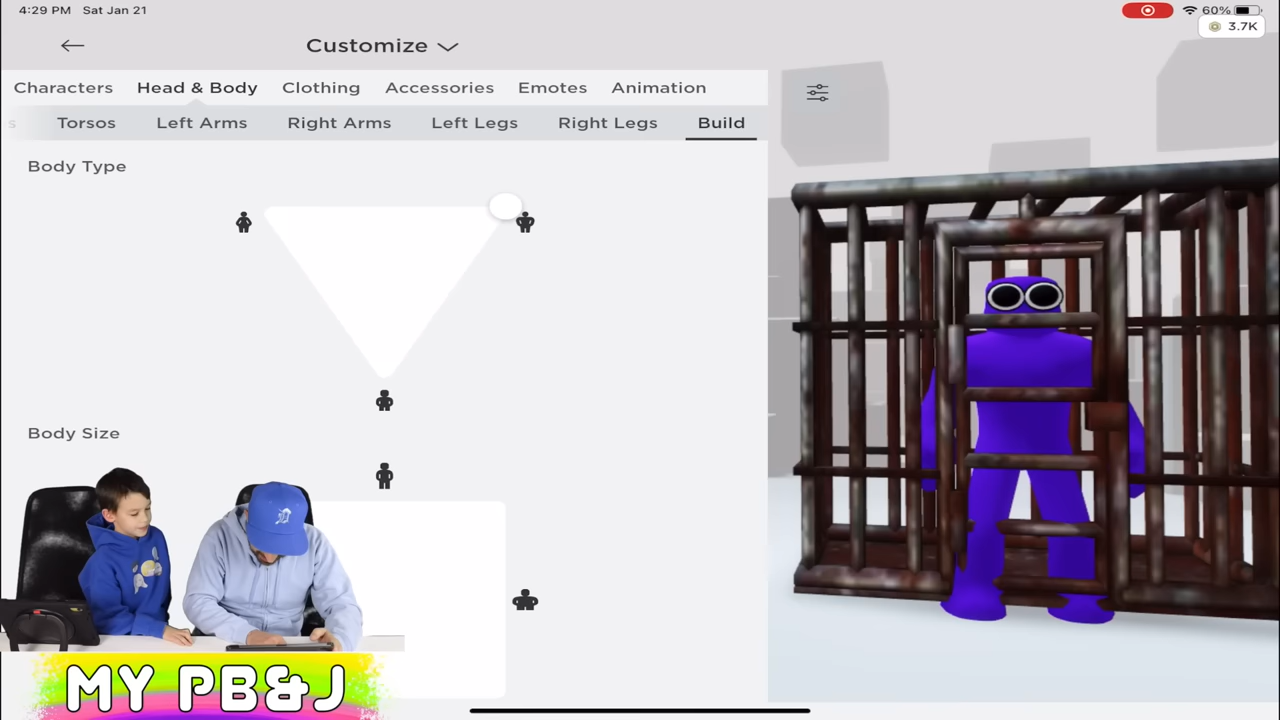 4:29 PM Sat Jan 21
60%
3.7K
Customize
Characters Head & Body Clothing Accessories Emotes Animation
s Torsos Left Arms Right Arms Left Legs Right Legs Build
Body Type
Body Size
D
MY PB&J